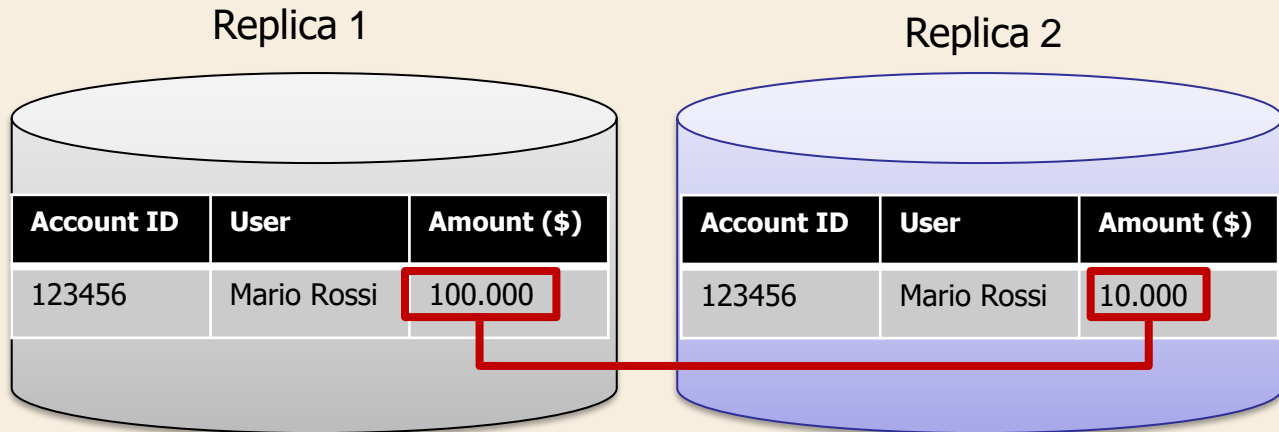 Replica 1
Account ID User Amount ($)
123456 Mario Rossi 100.000
Replica 2
Account ID User Amount ($)
123456 Mario Rossi 10.000